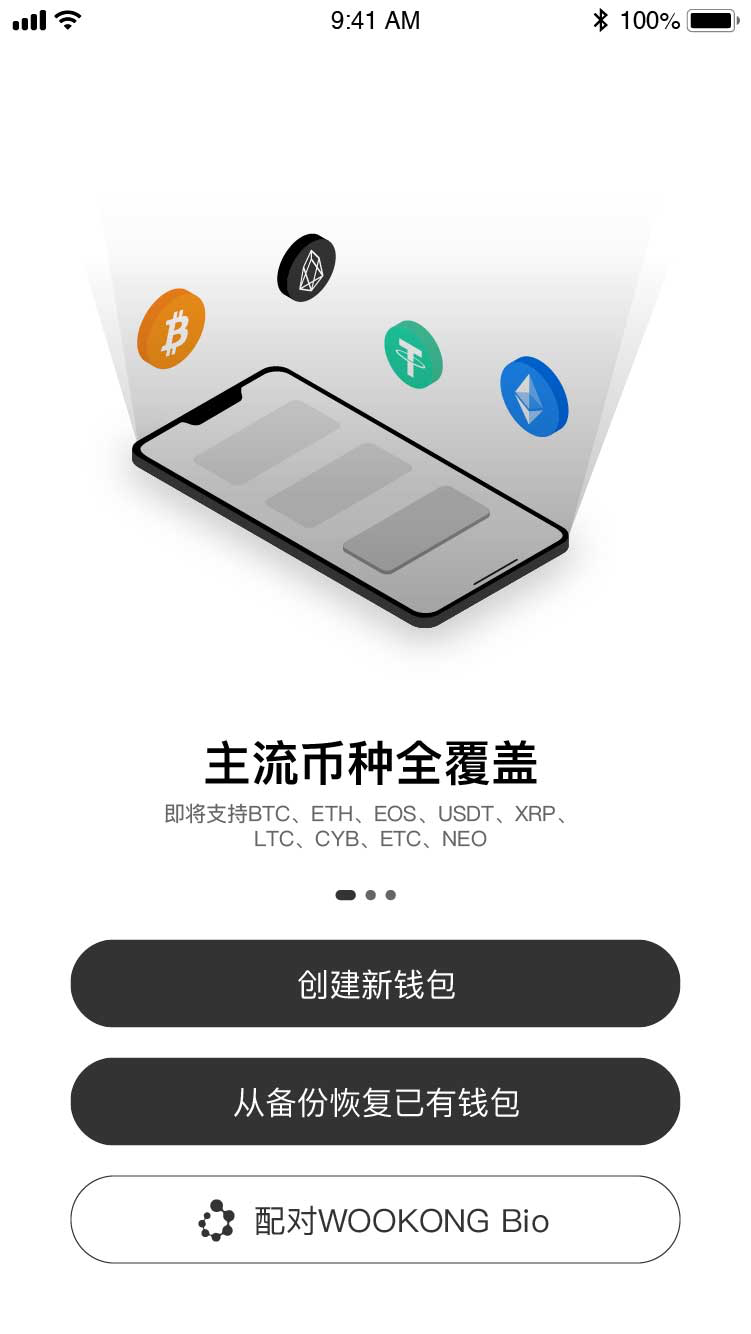 9:41 AM
100%
主流币种全覆盖
即将支持BTC、ETH、EOS、USDT、XRP、
LTC、CYB、ETC、NEO
创建新钱包
从备份恢复已有钱包
配对WOOKONG Bio